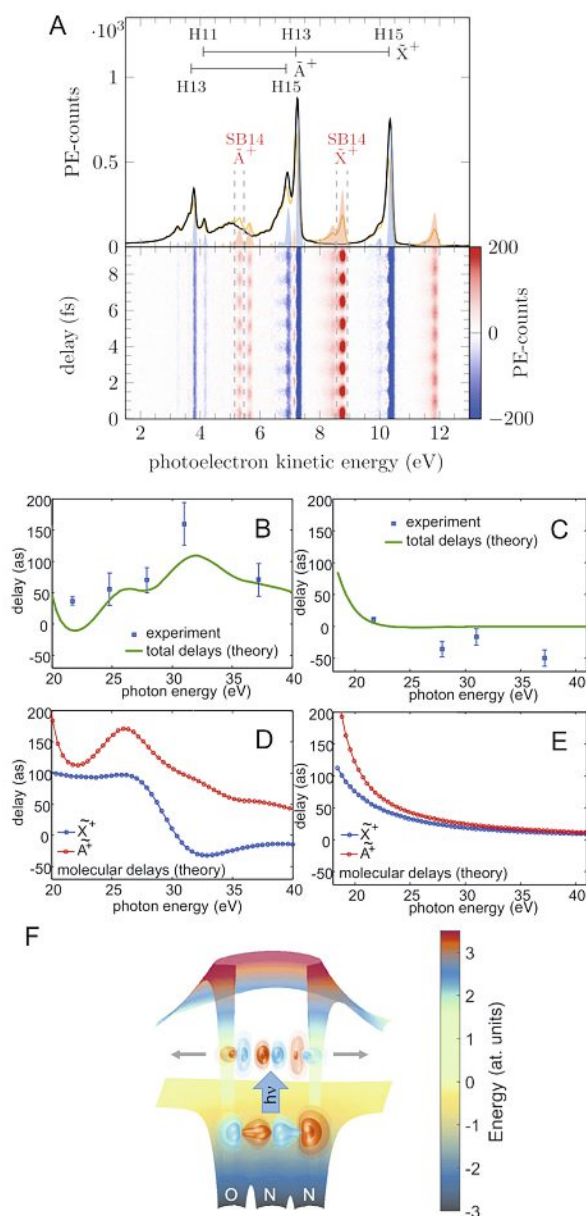 A
·10³
H11 H13 H15
X̃⁺
Ã⁺
H13 H15
SB14 SB14
Ã⁺ X̃⁺
1
0.5
0
PE-counts
8
6
4
2
0
delay (fs)
200
100
0
−100
−200
PE-counts
2 4 6 8 10 12
photoelectron kinetic energy (eV)
B
200
150
100
50
0
-50
delay (as)
experiment
total delays (theory)
20 25 30 35 40
photon energy (eV)
C
200
150
100
50
0
-50
delay (as)
experiment
total delays (theory)
20 25 30 35 40
photon energy (eV)
D
200
150
100
50
0
-50
delay (as)
X̃⁺
Ã⁺
molecular delays (theory)
20 25 30 35 40
photon energy (eV)
E
200
150
100
50
0
-50
delay (as)
X̃⁺
Ã⁺
molecular delays (theory)
20 25 30 35 40
photon energy (eV)
F
hν
O N N
3
2
1
0
-1
-2
-3
Energy (at. units)